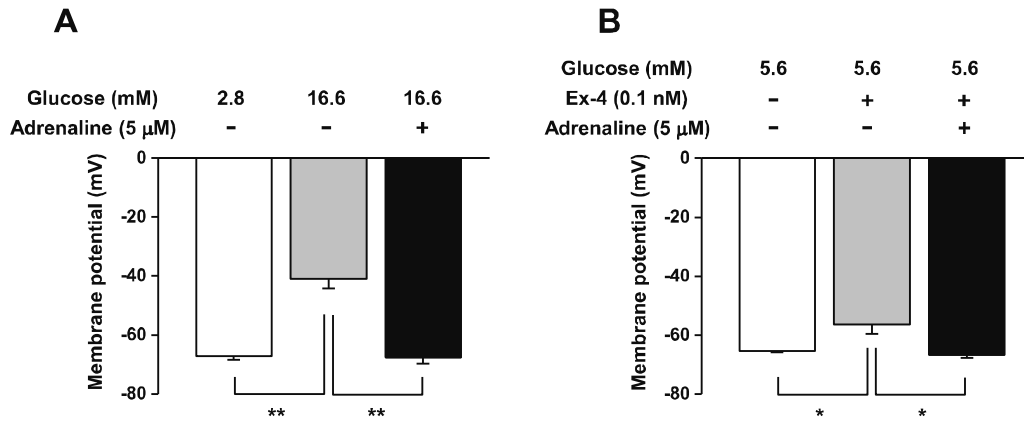 A
Glucose (mM) 2.8 16.6 16.6
Adrenaline (5 μM) - - +
Membrane potential (mV)
0
-20
-40
-60
-80
** **
B
Glucose (mM) 5.6 5.6 5.6
Ex-4 (0.1 nM) - + +
Adrenaline (5 μM) - - +
Membrane potential (mV)
0
-20
-40
-60
-80
* *